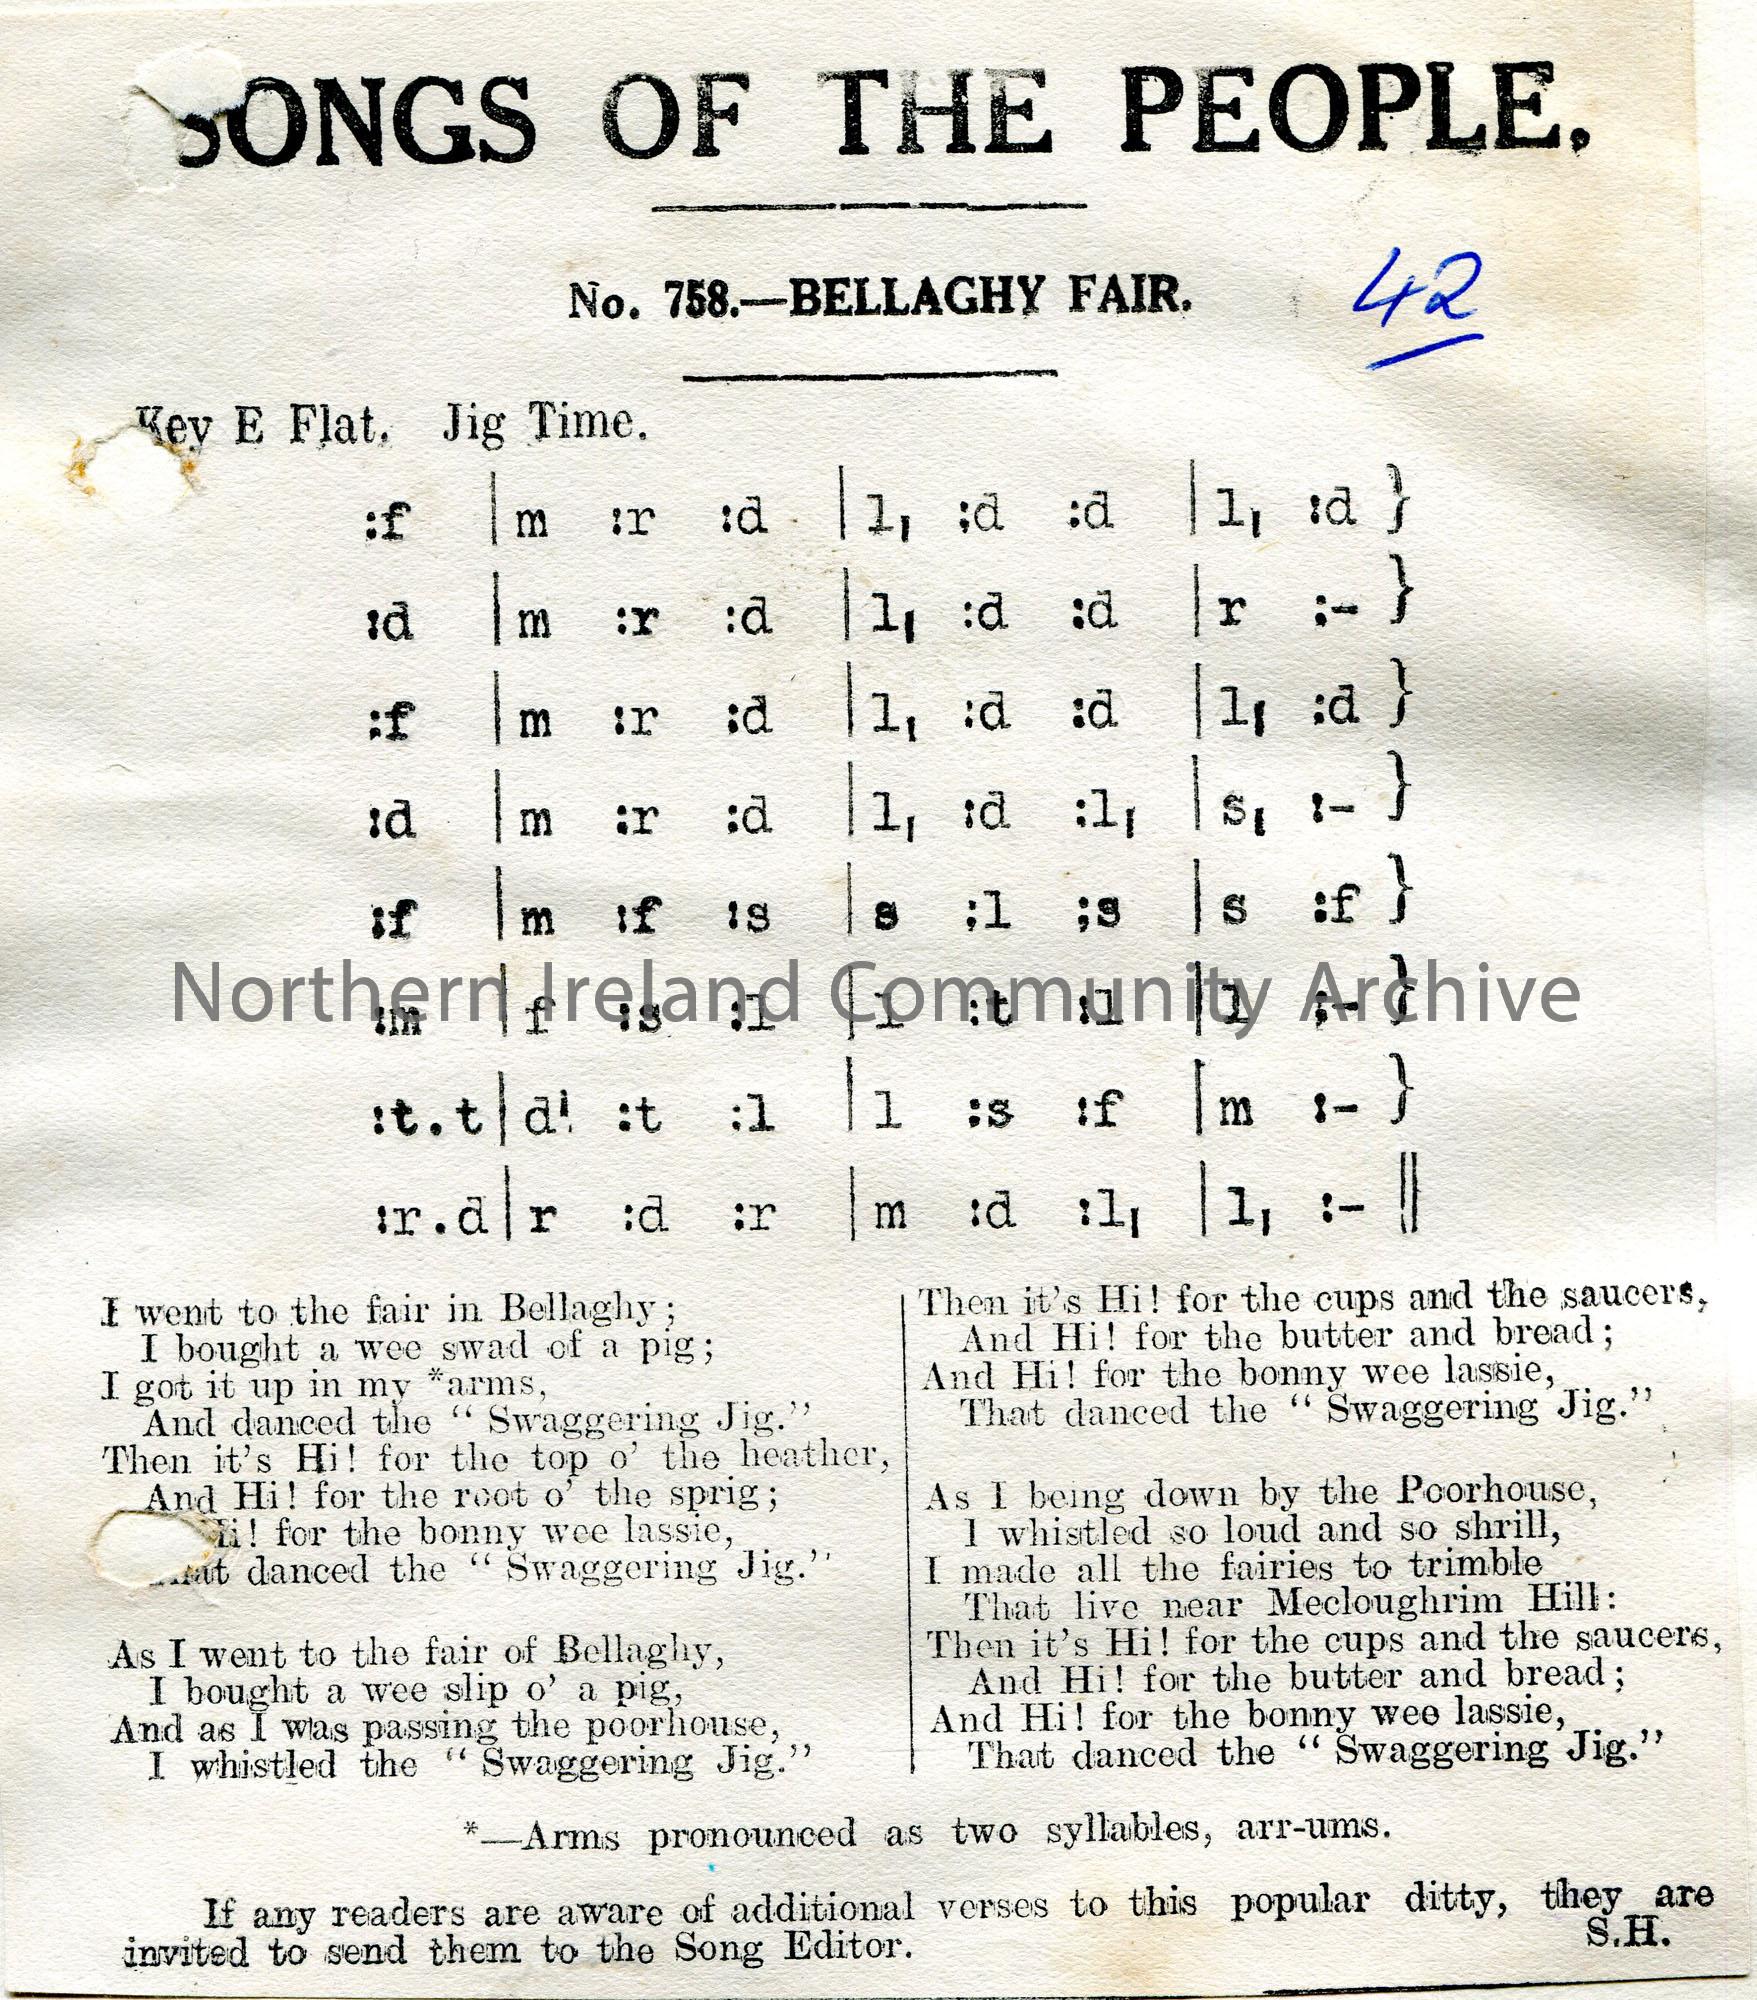 SONGS OF THE PEOPLE.
No. 758.—BELLAGHY FAIR.
42
Key E Flat. Jig Time.
:f |m :r :d |l, :d :d |l, :d }
:d |m :r :d |l, :d :d |r :- }
:f |m :r :d |l, :d :d |l, :d }
:d |m :r :d |l, :d :l, |s, :- }
:f |m :f :s |s :l :s |s :f }
:m |f :s :l |l :t :l |l :- }
Northern Ireland Community Archive
:t.t|d' :t :l |l :s :f |m :- }
:r.d|r :d :r |m :d :l, |l, :- ||
I went to the fair in Bellaghy;
I bought a wee swad of a pig;
I got it up in my *arms,
And danced the “ Swaggering Jig.”
Then it's Hi! for the top o' the heather,
And Hi! for the root o' the sprig;
Hi! for the bonny wee lassie,
That danced the “ Swaggering Jig.”
As I went to the fair of Bellaghy,
I bought a wee slip o' a pig,
And as I was passing the poorhouse,
I whistled the “ Swaggering Jig.”
Then it's Hi! for the cups and the saucers,
And Hi! for the butter and bread;
And Hi! for the bonny wee lassie,
That danced the “ Swaggering Jig.”
As I being down by the Poorhouse,
I whistled so loud and so shrill,
I made all the fairies to trimble
That live near Mecloughrim Hill:
Then it's Hi! for the cups and the saucers,
And Hi! for the butter and bread;
And Hi! for the bonny wee lassie,
That danced the “ Swaggering Jig.”
*—Arms pronounced as two syllables, arr-ums.
If any readers are aware of additional verses to this popular ditty, they are
invited to send them to the Song Editor. S.H.